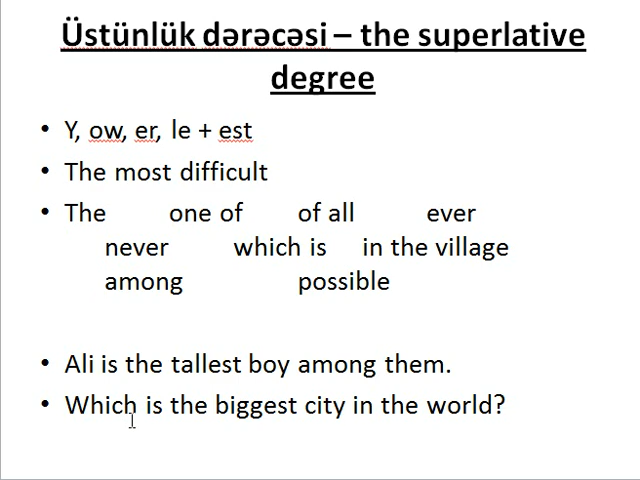 Üstünlük dərəcəsi – the superlative
degree
• Y, ow, er, le + est
• The most difficult
• The one of of all ever
never which is in the village
among possible
• Ali is the tallest boy among them.
• Which is the biggest city in the world?